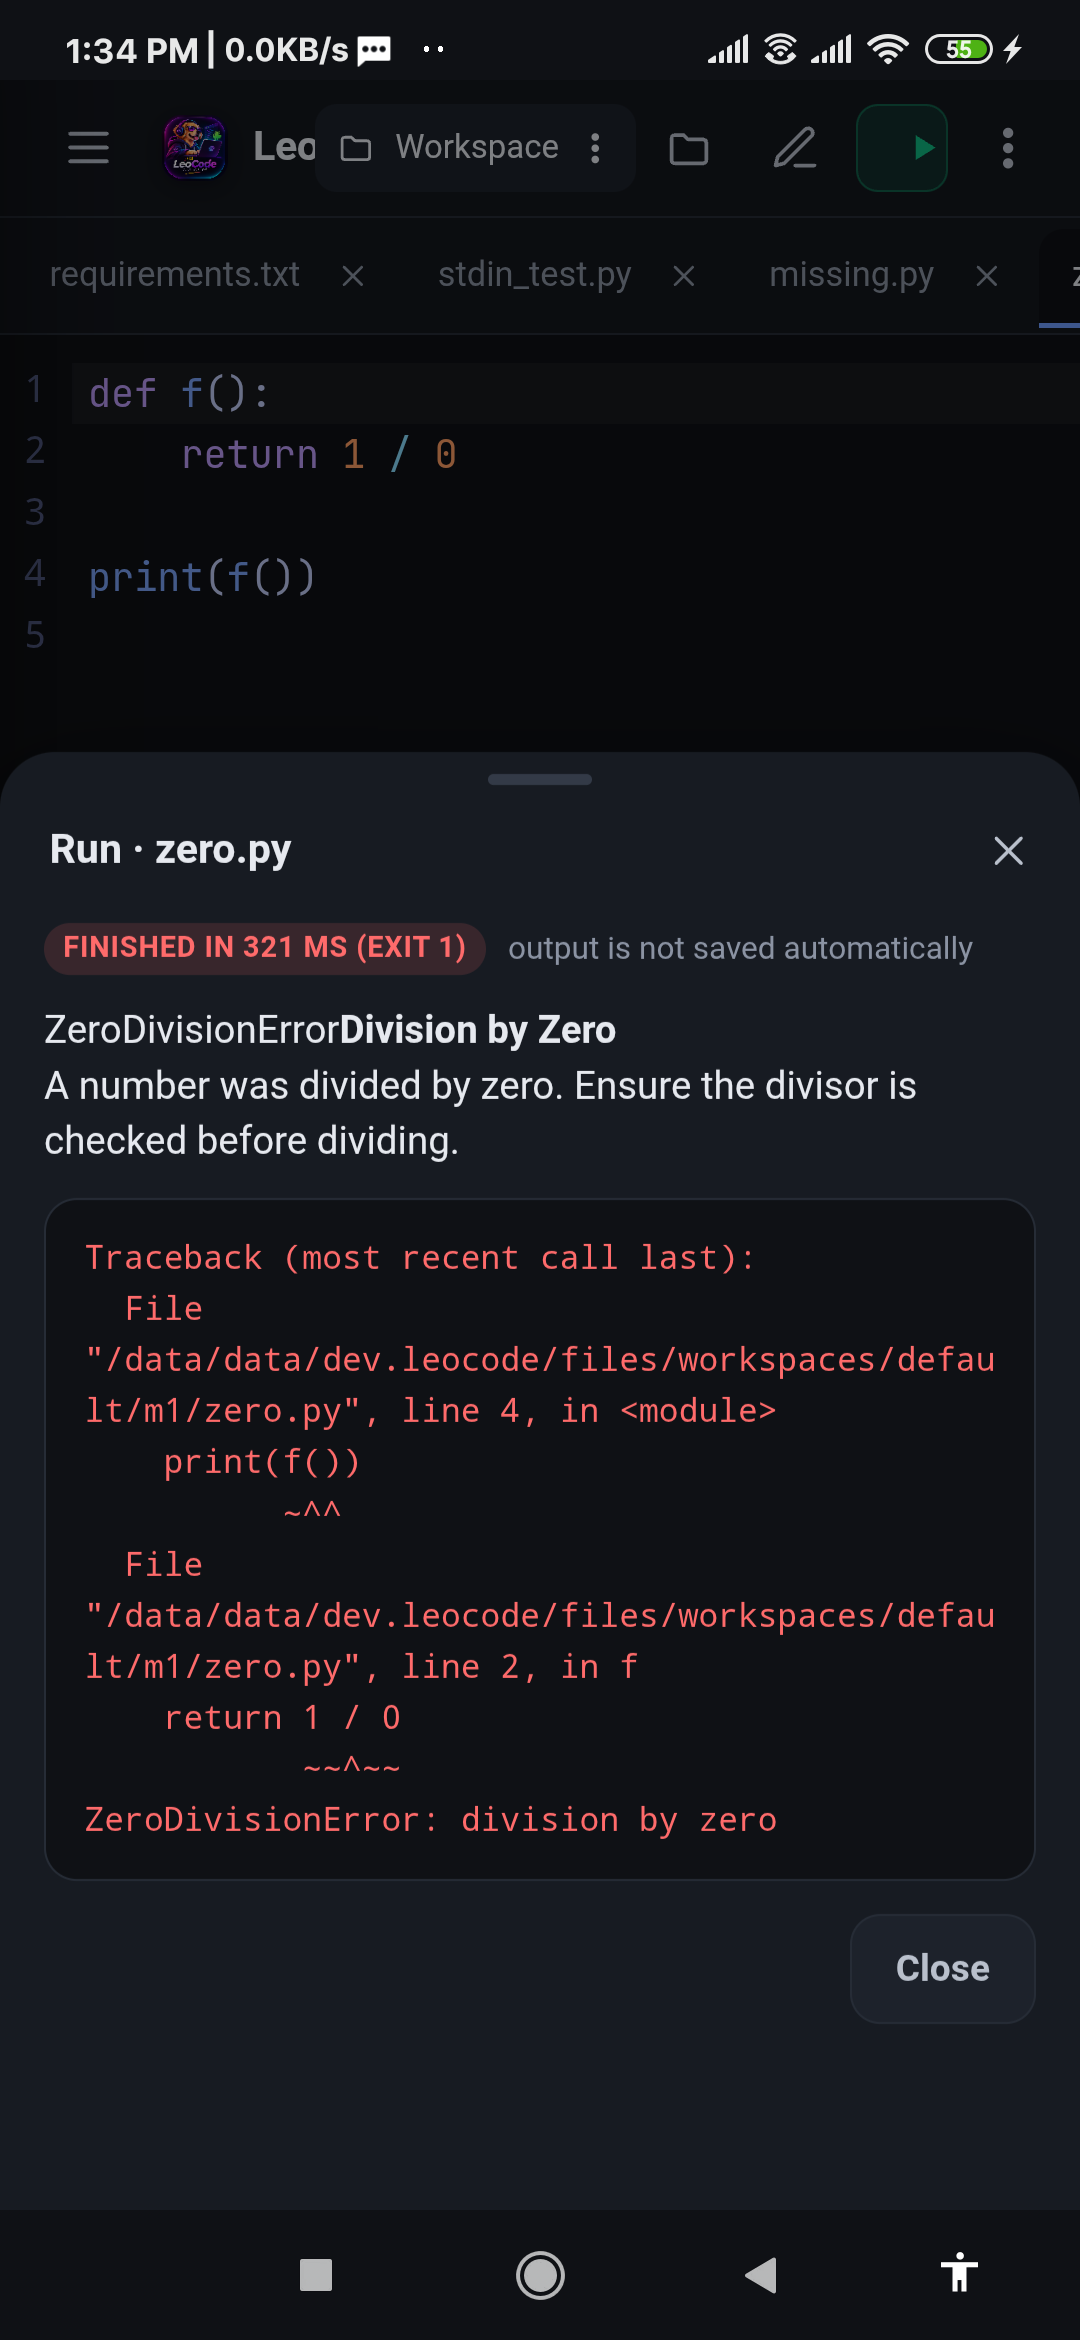 1:34 PM | 0.0KB/s
55
LeoCode
Leo
Workspace
requirements.txt
stdin_test.py
missing.py
1 def f():
2     return 1 / 0
3
4 print(f())
5
Run · zero.py
FINISHED IN 321 MS (EXIT 1) output is not saved automatically
ZeroDivisionErrorDivision by Zero
A number was divided by zero. Ensure the divisor is
checked before dividing.
Traceback (most recent call last):
  File
"/data/data/dev.leocode/files/workspaces/defau
lt/m1/zero.py", line 4, in <module>
    print(f())
          ~^^
  File
"/data/data/dev.leocode/files/workspaces/defau
lt/m1/zero.py", line 2, in f
    return 1 / 0
           ~~^~~
ZeroDivisionError: division by zero
Close